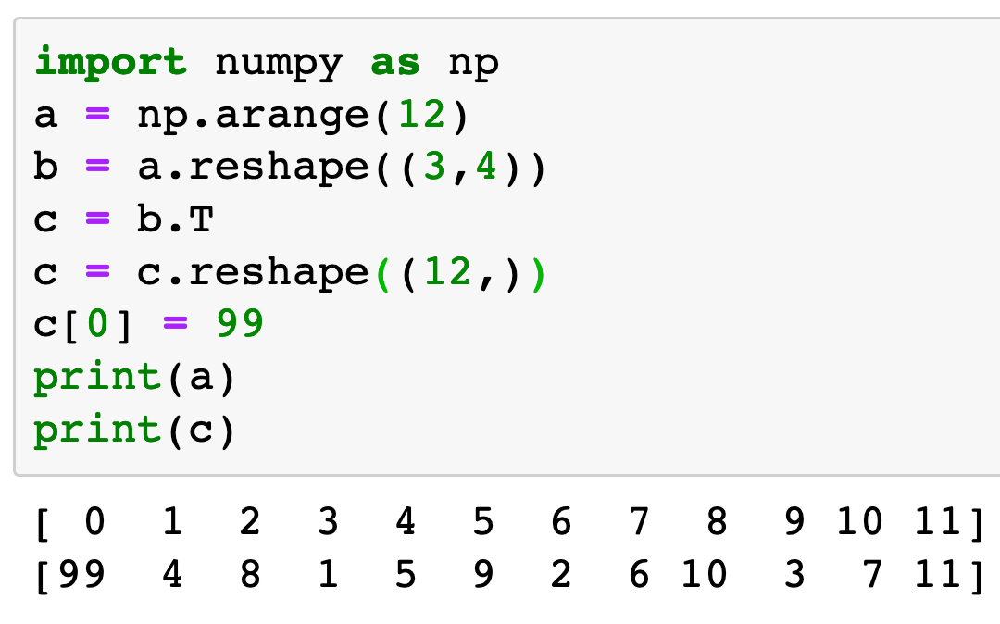 import numpy as np
a = np.arange(12)
b = a.reshape((3,4))
c = b.T
c = c.reshape((12,))
c[0] = 99
print(a)
print(c)
[ 0  1  2  3  4  5  6  7  8  9 10 11]
[99  4  8  1  5  9  2  6 10  3  7 11]